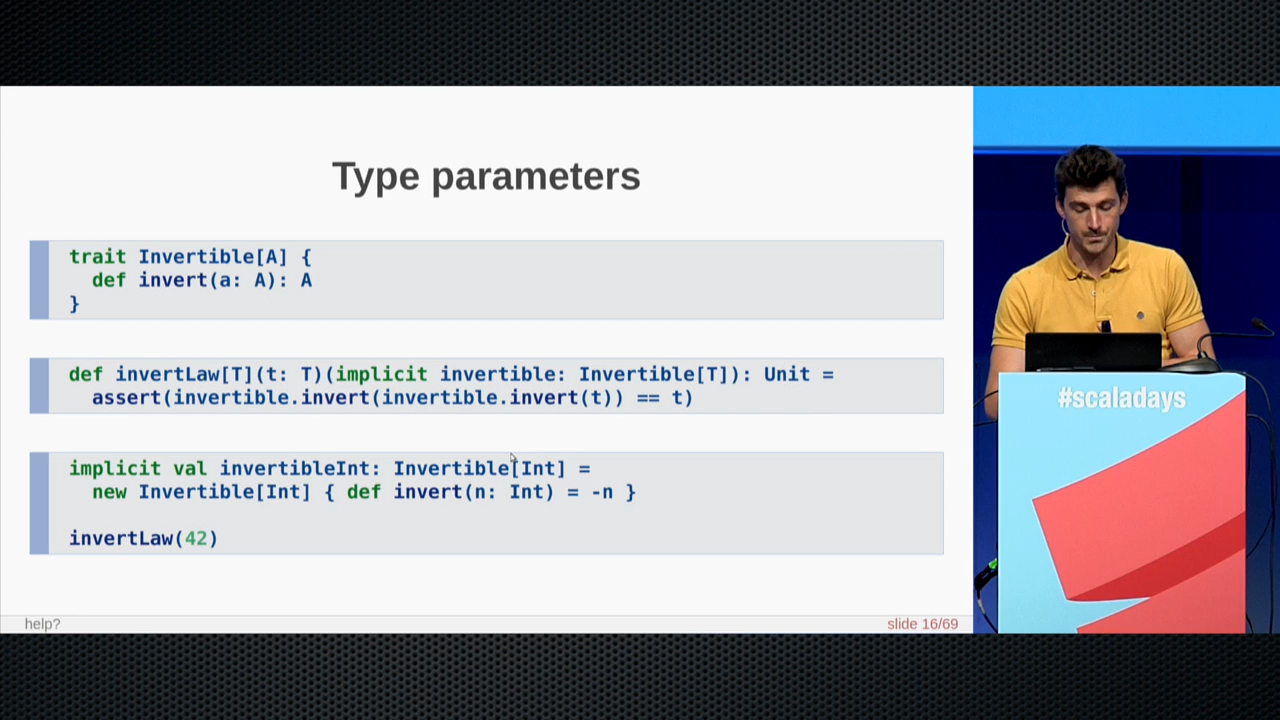 Type parameters
trait Invertible[A] {
  def invert(a: A): A
}
def invertLaw[T](t: T)(implicit invertible: Invertible[T]): Unit =
  assert(invertible.invert(invertible.invert(t)) == t)
implicit val invertibleInt: Invertible[Int] =
  new Invertible[Int] { def invert(n: Int) = -n }
invertLaw(42)
help?
slide 16/69
#scaladays